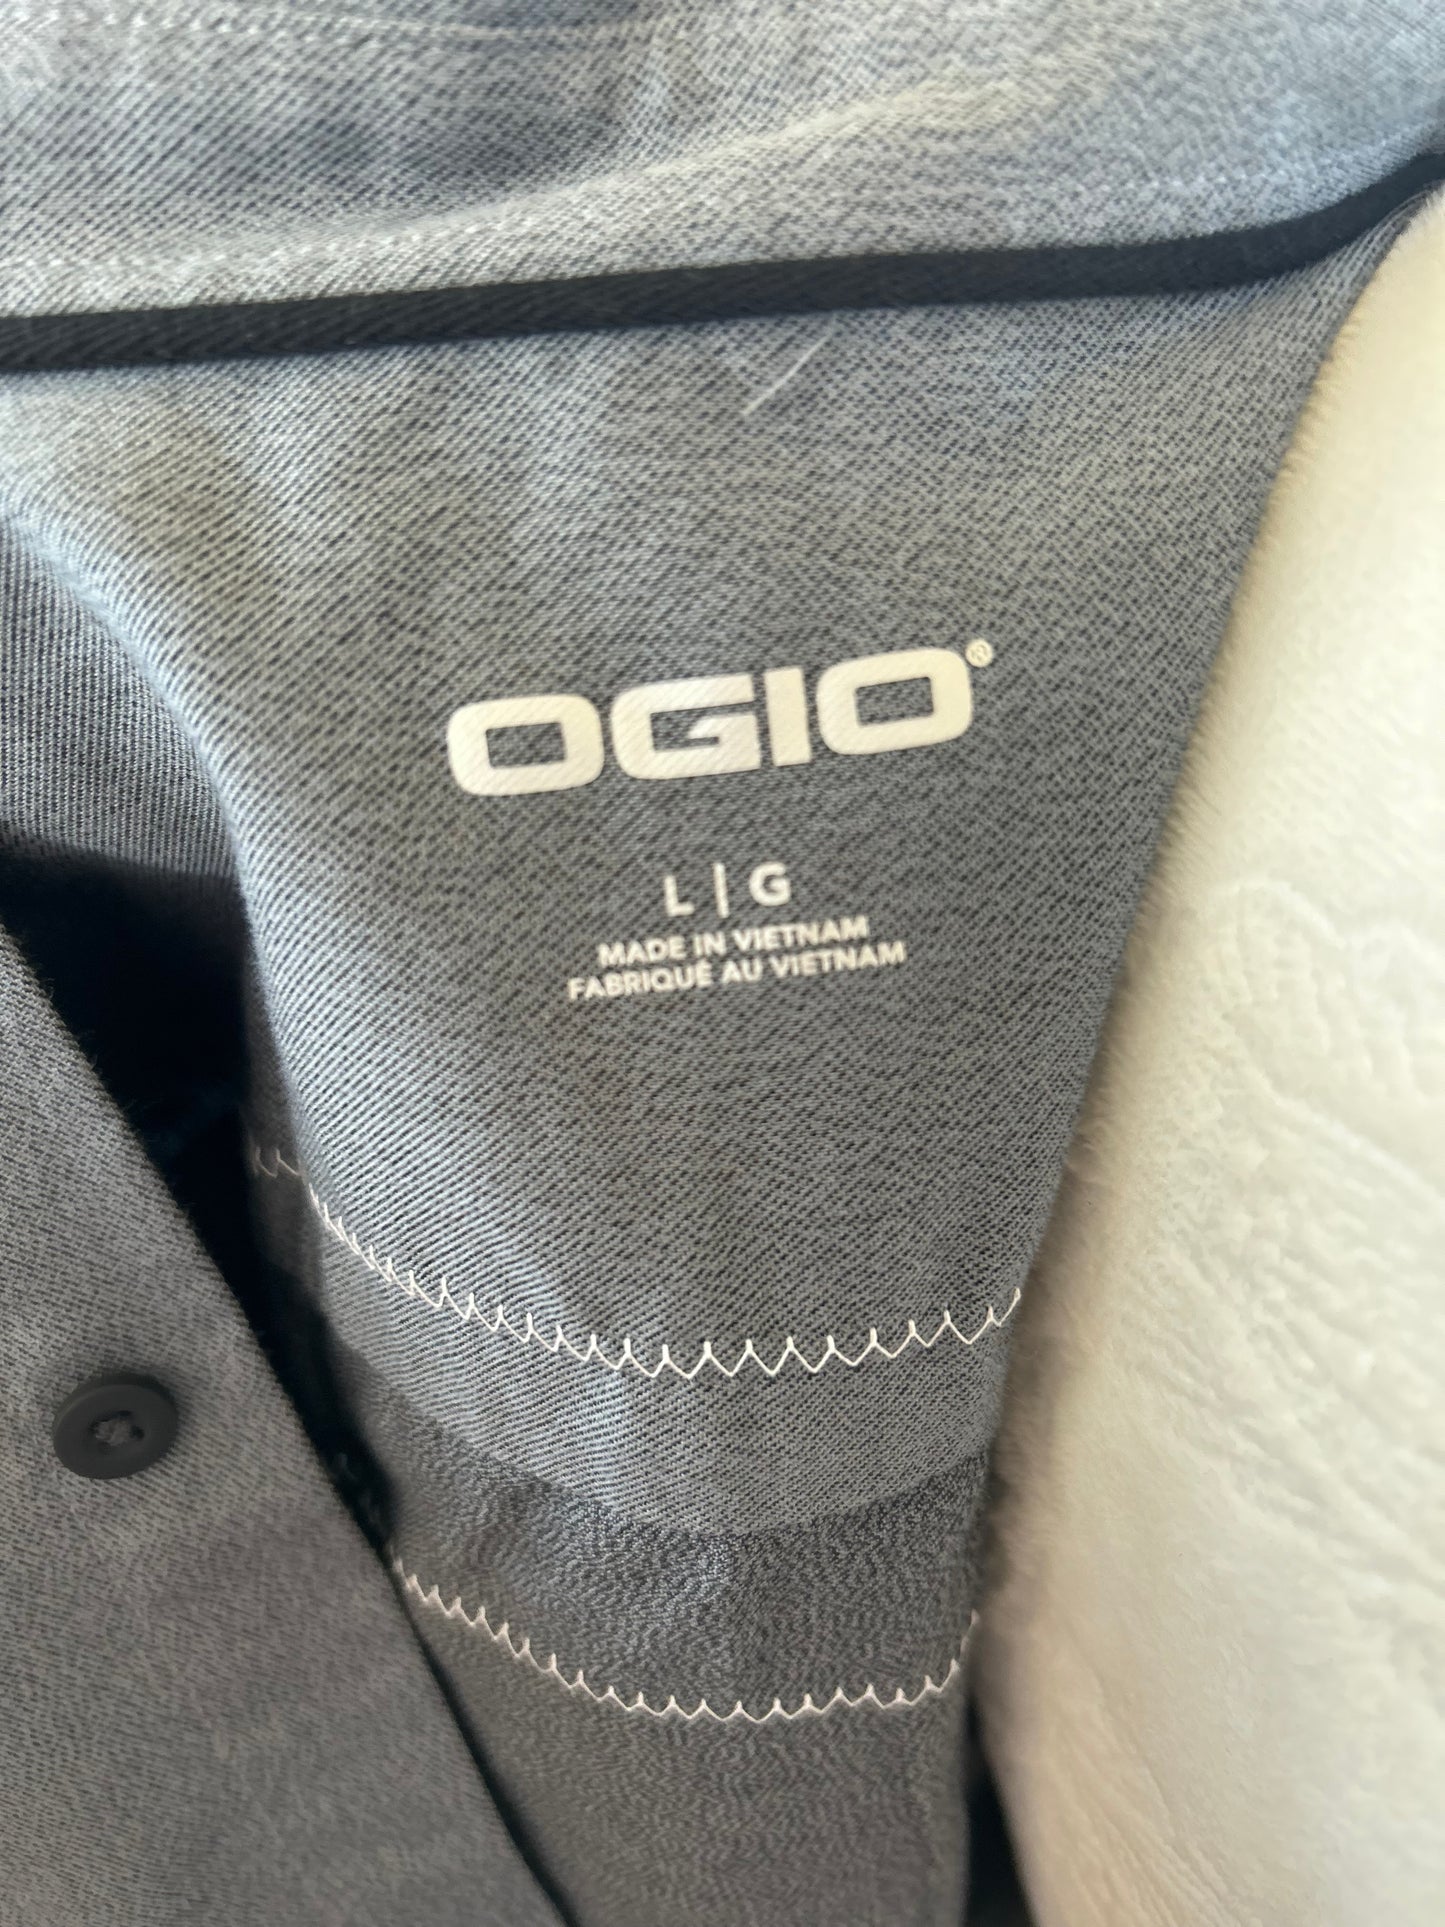 OGIO®
L | G
MADE IN VIETNAM
FABRIQUÉ AU VIETNAM